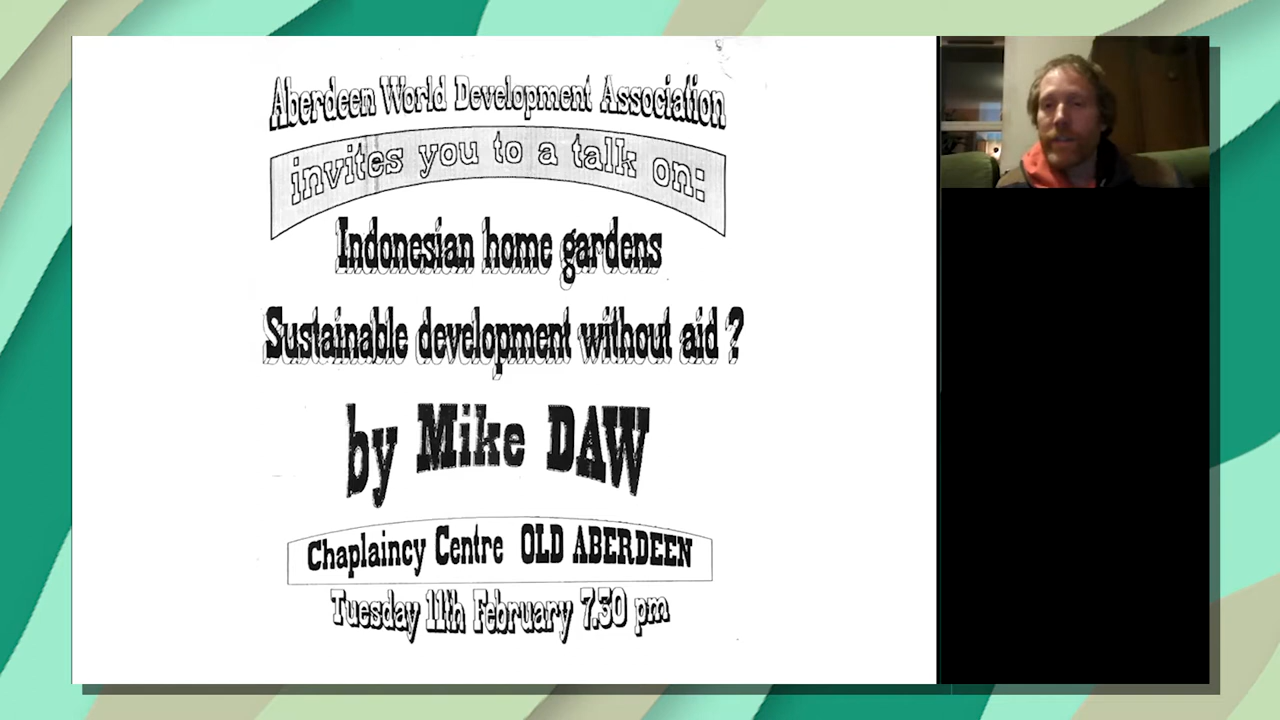 Aberdeen World Development Association
invites you to a talk on:
Indonesian home gardens
Sustainable development without aid ?
by Mike DAW
Chaplaincy Centre OLD ABERDEEN
Tuesday 11th February 7.30 pm